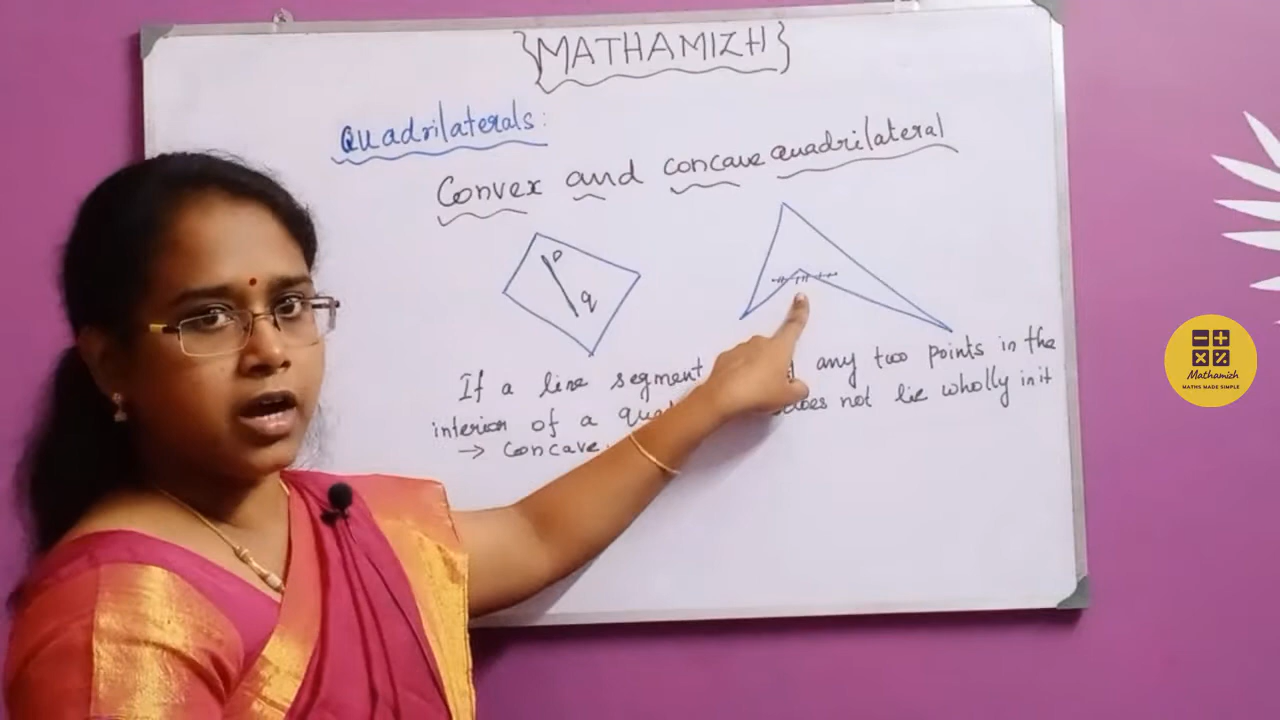 {MATHAMIZH}
Quadrilaterals:
Convex and concave quadrilateral
p
q
If a line segment any two points in the
interior of a does not lie wholly in it
→ Concave.
Mathamizh
MATHS MADE SIMPLE